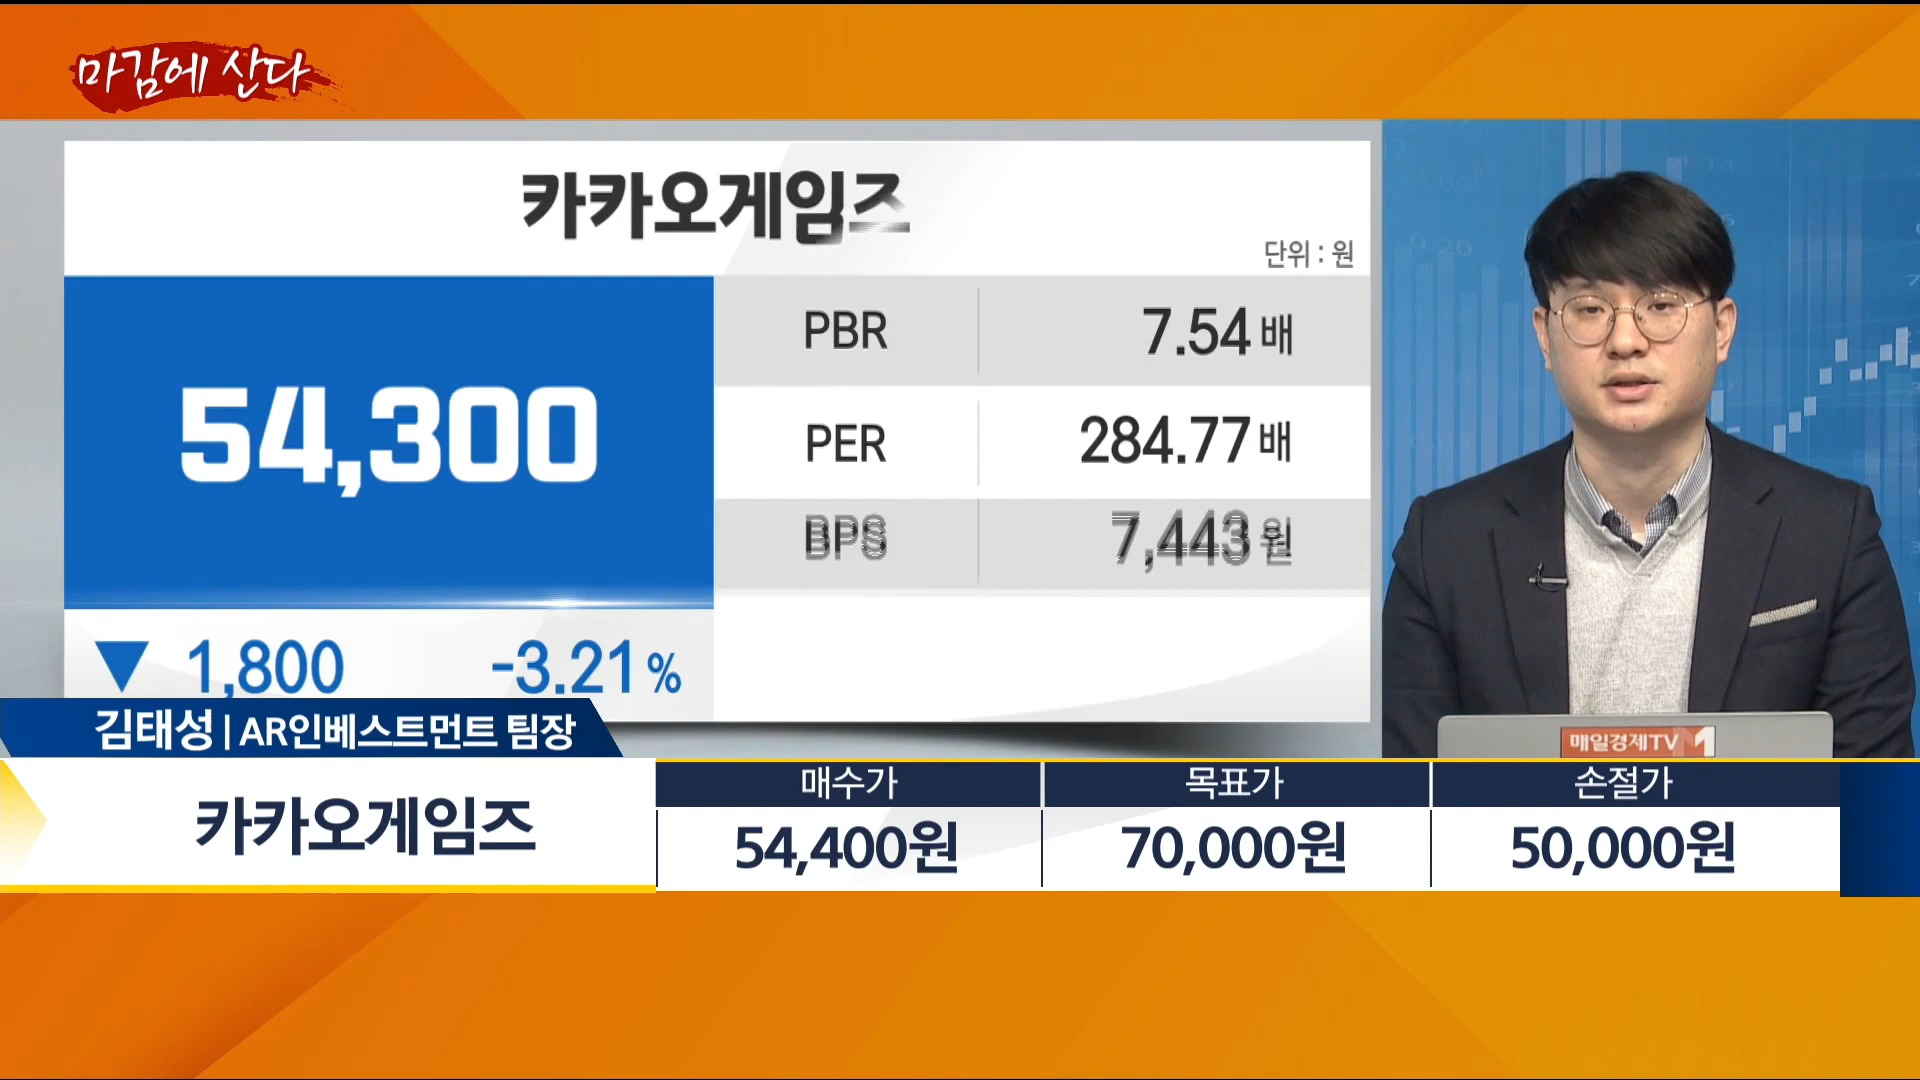 마감에 산다
카카오게임즈
단위 : 원
54,300
PBR 7.54 배
PER 284.77 배
BPS 7,443 원
▼ 1,800 -3.21 %
매일경제TV M
김태성 | AR인베스트먼트 팀장
카카오게임즈
매수가 목표가 손절가
54,400원 70,000원 50,000원